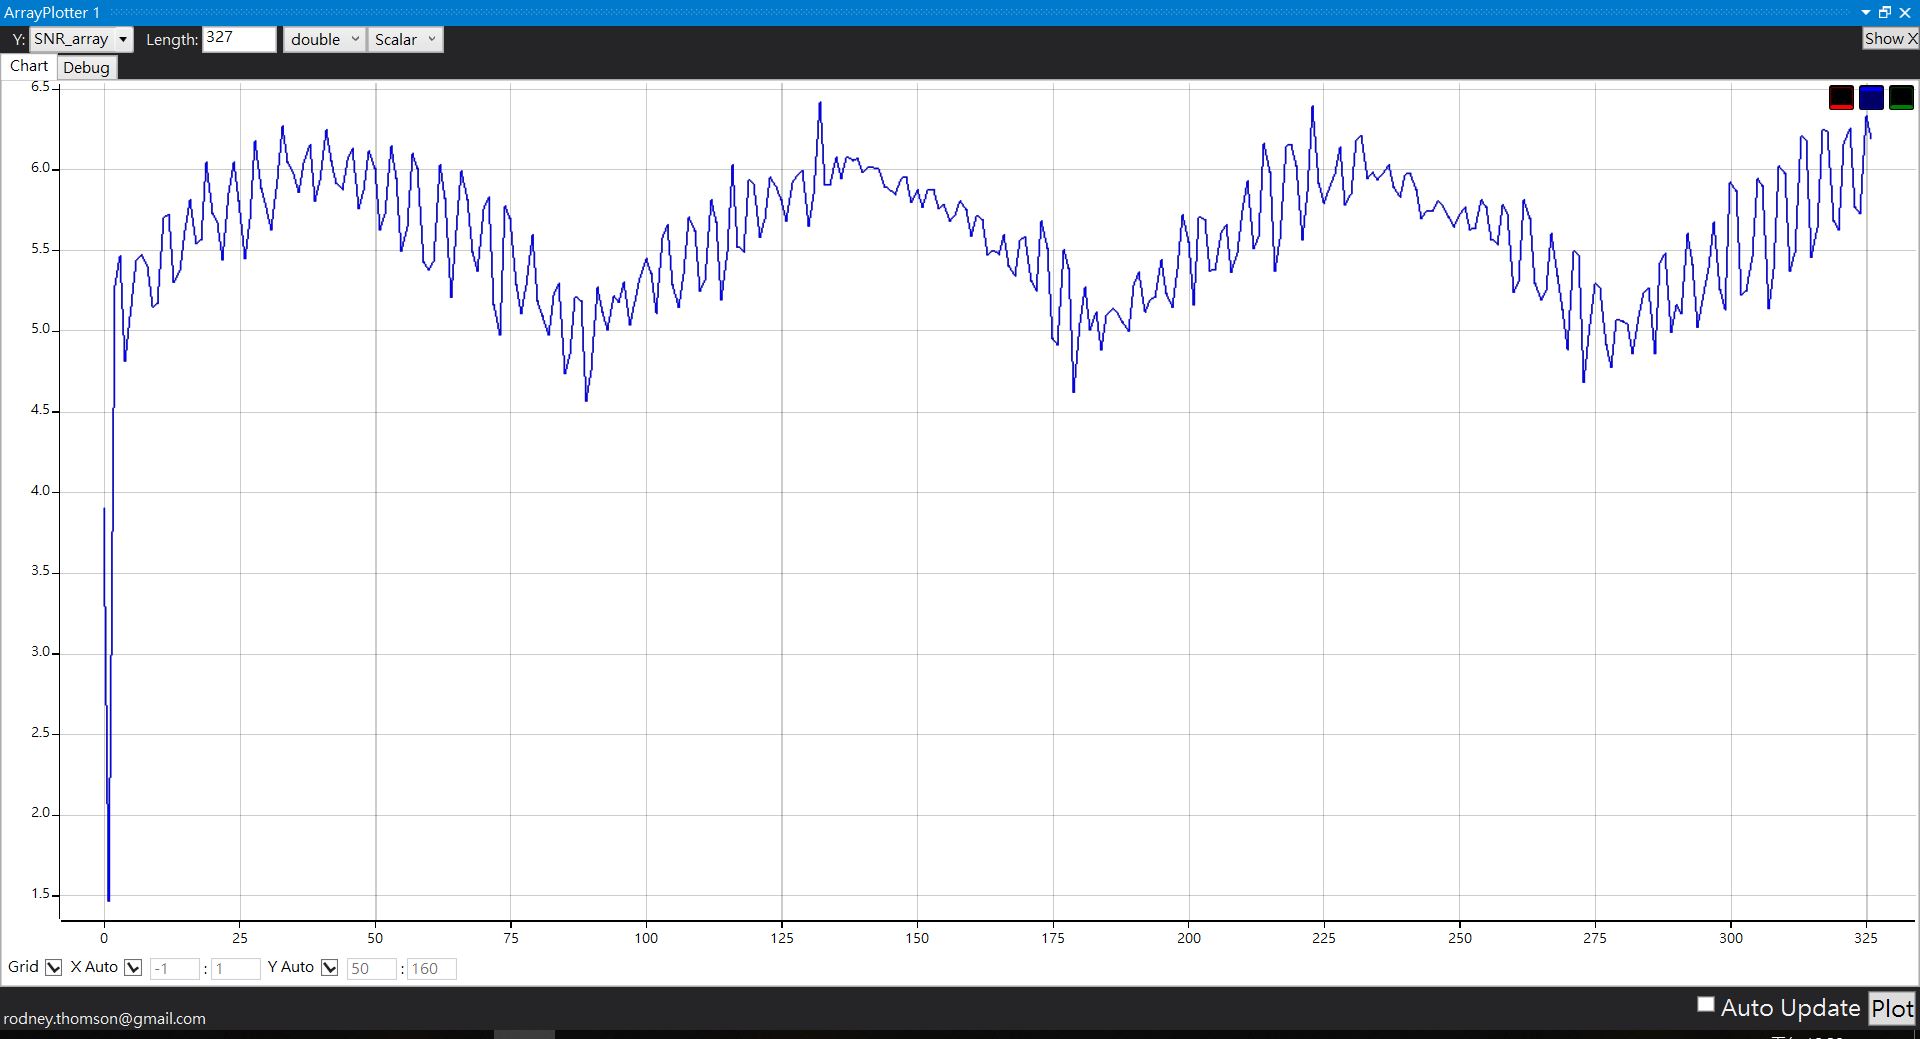 ArrayPlotter 1
Y: SNR_array Length: 327 double Scalar Show X
Chart Debug
6.5
6.0
5.5
5.0
4.5
4.0
3.5
3.0
2.5
2.0
1.5
0 25 50 75 100 125 150 175 200 225 250 275 300 325
Grid X Auto -1 : 1 Y Auto 50 : 160
Auto Update Plot
rodney.thomson@gmail.com